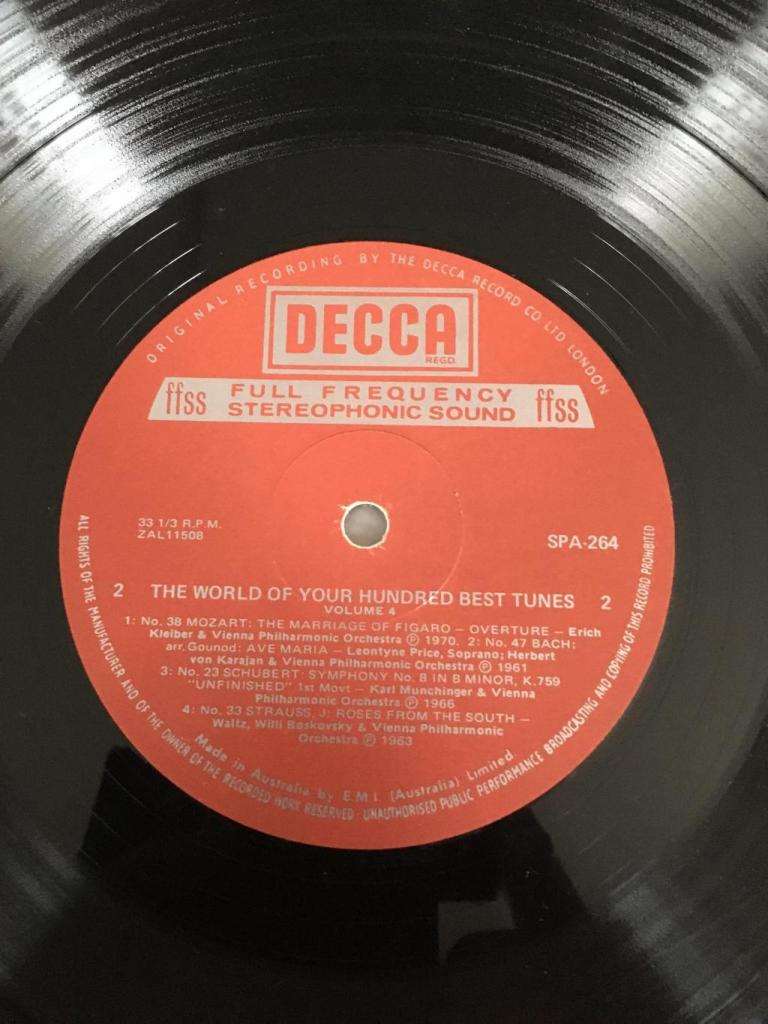 ORIGINAL RECORDING BY THE DECCA RECORD CO LTD LONDON
DECCA
REGD.
ffss FULL FREQUENCY ffss
STEREOPHONIC SOUND
33 1/3 R.P.M.
ZAL11508
SPA-264
2 THE WORLD OF YOUR HUNDRED BEST TUNES 2
VOLUME 4
1: No. 38 MOZART: THE MARRIAGE OF FIGARO – OVERTURE – Erich
Kleiber & Vienna Philharmonic Orchestra Ⓟ 1970. 2: No. 47 BACH:
arr. Gounod: AVE MARIA – Leontyne Price, Soprano; Herbert
von Karajan & Vienna Philharmonic Orchestra Ⓟ 1961
3: No. 23 SCHUBERT: SYMPHONY No. 8 IN B MINOR, K.759
"UNFINISHED" 1st Movt – Karl Munchinger & Vienna
Philharmonic Orchestra Ⓟ 1966
4: No. 33 STRAUSS, J: ROSES FROM THE SOUTH –
Waltz, Willi Boskovsky & Vienna Philharmonic
Orchestra Ⓟ 1963
Made in Australia by E.M.I. (Australia) Limited
ALL RIGHTS OF THE MANUFACTURER AND OF THE OWNER OF THE RECORDED WORK RESERVED · UNAUTHORISED PUBLIC PERFORMANCE BROADCASTING AND COPYING OF THIS RECORD PROHIBITED